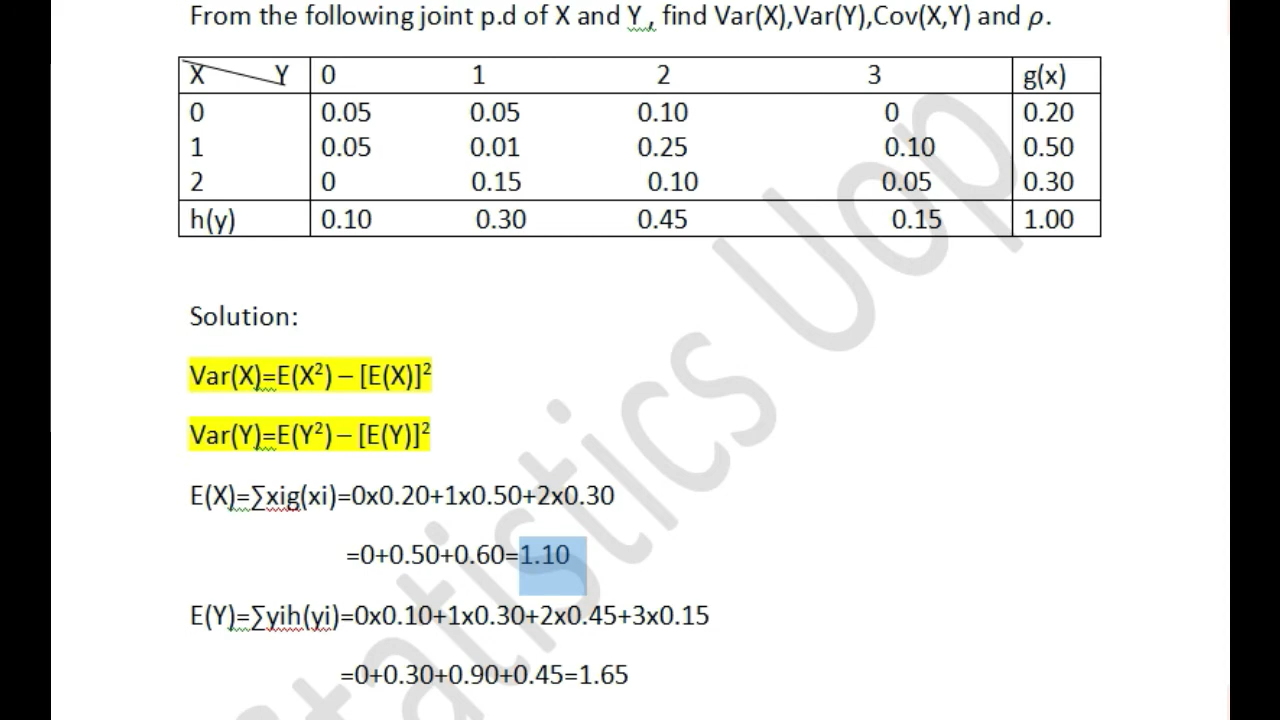 From the following joint p.d of X and Y , find Var(X),Var(Y),Cov(X,Y) and ρ.
X Y 0 1 2 3 g(x)
0 0.05 0.05 0.10 0 0.20
1 0.05 0.01 0.25 0.10 0.50
2 0 0.15 0.10 0.05 0.30
h(y) 0.10 0.30 0.45 0.15 1.00
Solution:
Var(X)=E(X²) – [E(X)]²
Var(Y)=E(Y²) – [E(Y)]²
E(X)=∑xig(xi)=0x0.20+1x0.50+2x0.30
=0+0.50+0.60=1.10
E(Y)=∑yih(yi)=0x0.10+1x0.30+2x0.45+3x0.15
=0+0.30+0.90+0.45=1.65
Statistics Uop